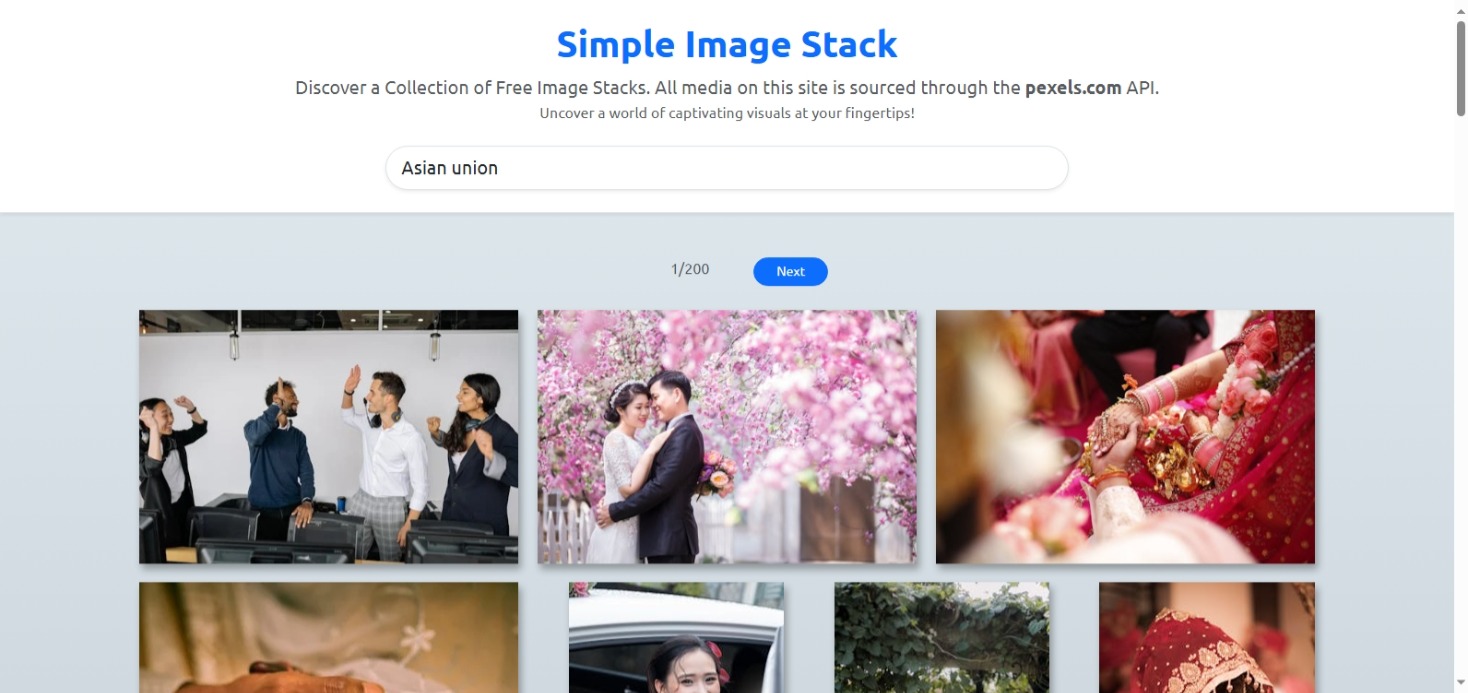 Simple Image Stack
Discover a Collection of Free Image Stacks. All media on this site is sourced through the pexels.com API.
Uncover a world of captivating visuals at your fingertips!
Asian union
1/200
Next